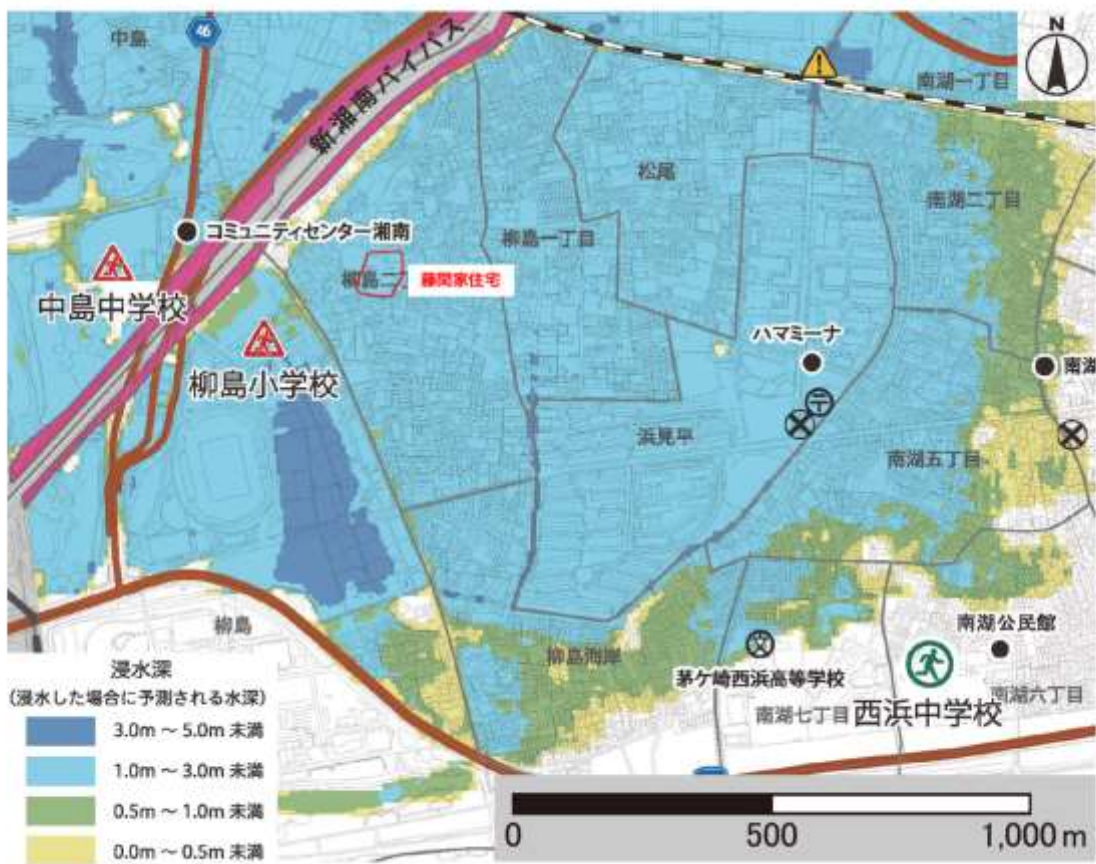 中島
46
新湘南バイパス
N
南湖一丁目
松尾
南湖二丁目
コミュニティセンター湘南
柳島一丁目
柳島二丁
藤間家住宅
中島中学校
柳島小学校
ハマミーナ
南湖
浜見平
南湖五丁目
柳島
柳島海岸
南湖公民館
茅ケ崎西浜高等学校
南湖六丁目
南湖七丁目
西浜中学校
浸水深
(浸水した場合に予測される水深)
3.0m ～ 5.0m 未満
1.0m ～ 3.0m 未満
0.5m ～ 1.0m 未満
0.0m ～ 0.5m 未満
0 500 1,000 m